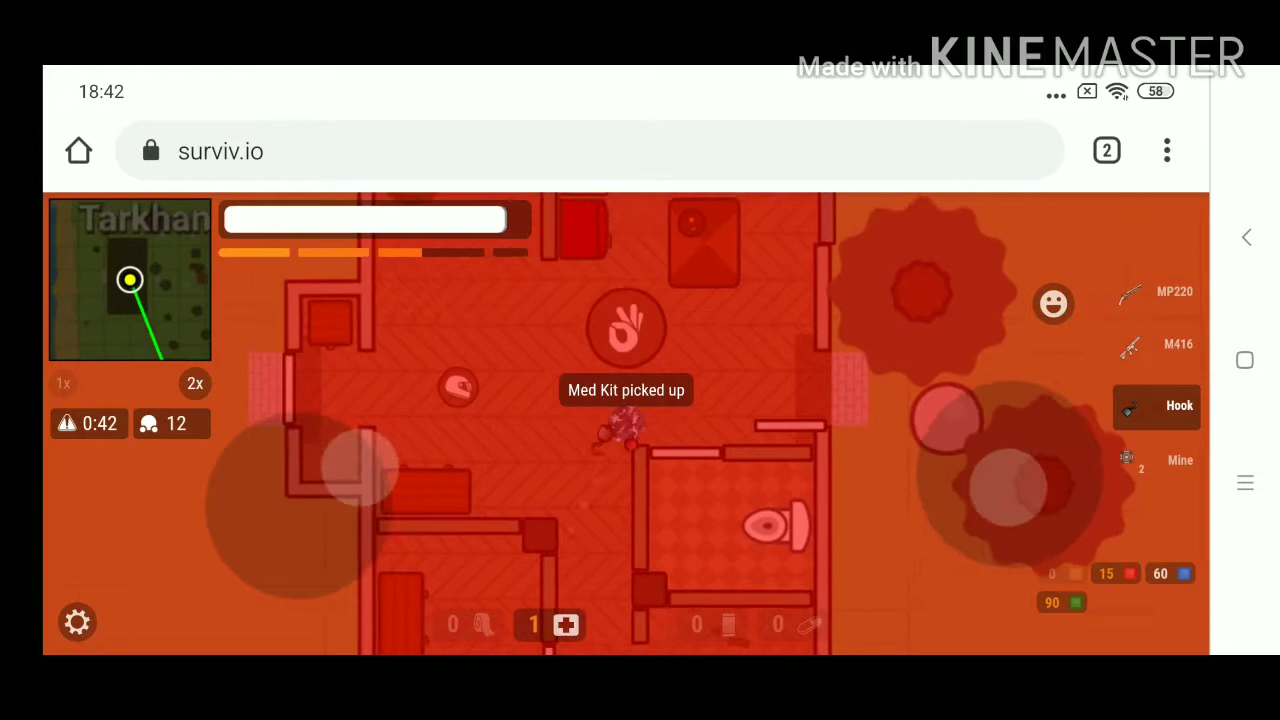 Made with KINEMASTER
18:42
58
surviv.io
2
Tarkhan
MP220
M416
Med Kit picked up
1x
2x
Hook
0:42
12
Mine
2
0
15
60
90
0
1
0
0